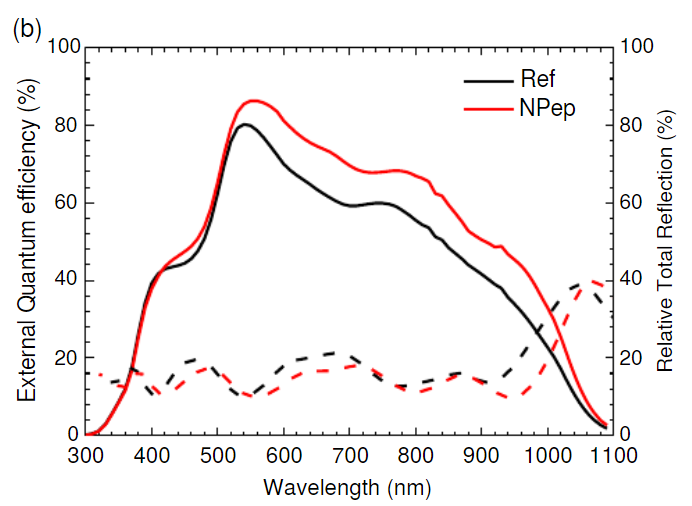 (b)
100
80
60
40
20
0
External Quantum efficiency (%)
Ref
NPep
100
80
60
40
20
0
Relative Total Reflection (%)
300 400 500 600 700 800 900 1000 1100
Wavelength (nm)